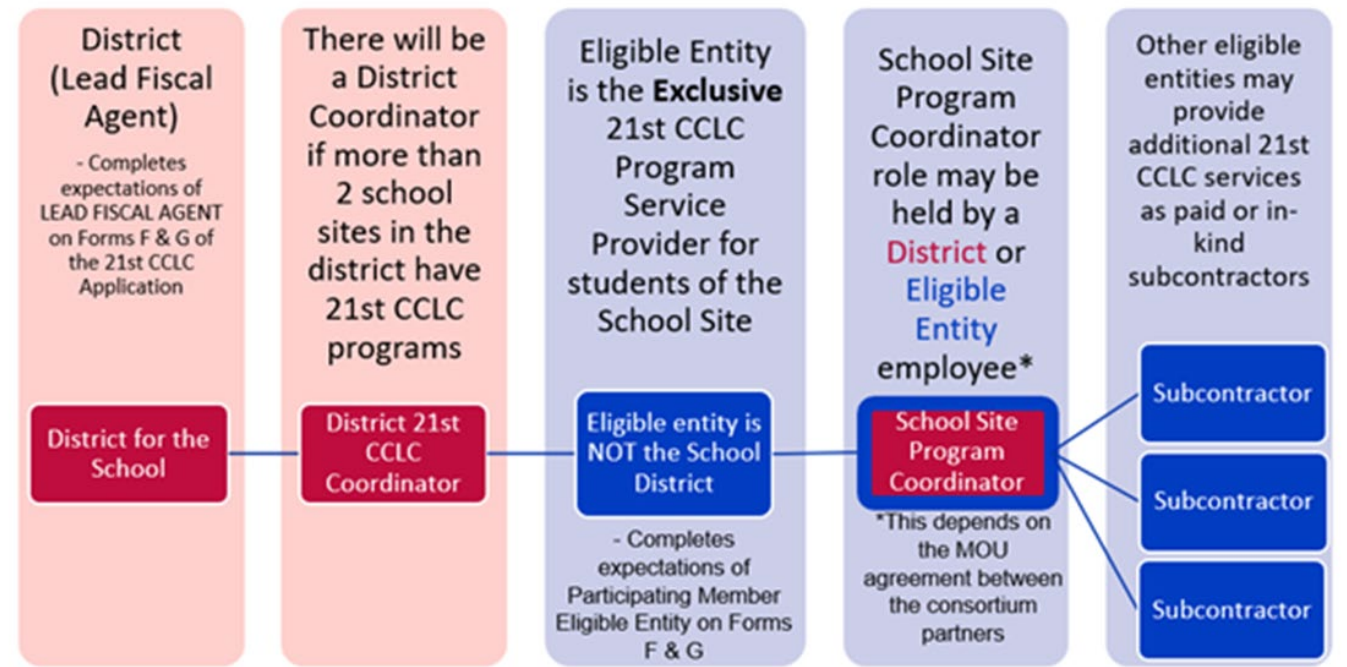 District
(Lead Fiscal
Agent)
- Completes
expectations of
LEAD FISCAL AGENT
on Forms F & G of
the 21st CCLC
Application
District for the
School
There will be
a District
Coordinator
if more than
2 school
sites in the
district have
21st CCLC
programs
District 21st
CCLC
Coordinator
Eligible Entity
is the Exclusive
21st CCLC
Program
Service
Provider for
students of the
School Site
Eligible entity is
NOT the School
District
- Completes
expectations of
Participating Member
Eligible Entity on Forms
F & G
School Site
Program
Coordinator
role may be
held by a
District or
Eligible
Entity
employee*
School Site
Program
Coordinator
*This depends on
the MOU
agreement between
the consortium
partners
Other eligible
entities may
provide
additional 21st
CCLC services
as paid or in-
kind
subcontractors
Subcontractor
Subcontractor
Subcontractor